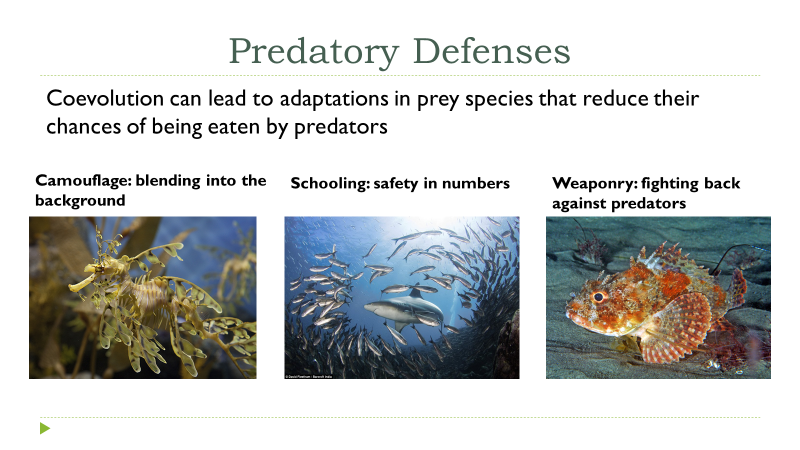 Predatory Defenses
Coevolution can lead to adaptations in prey species that reduce their
chances of being eaten by predators
Camouflage: blending into the
background
Schooling: safety in numbers
Weaponry: fighting back
against predators